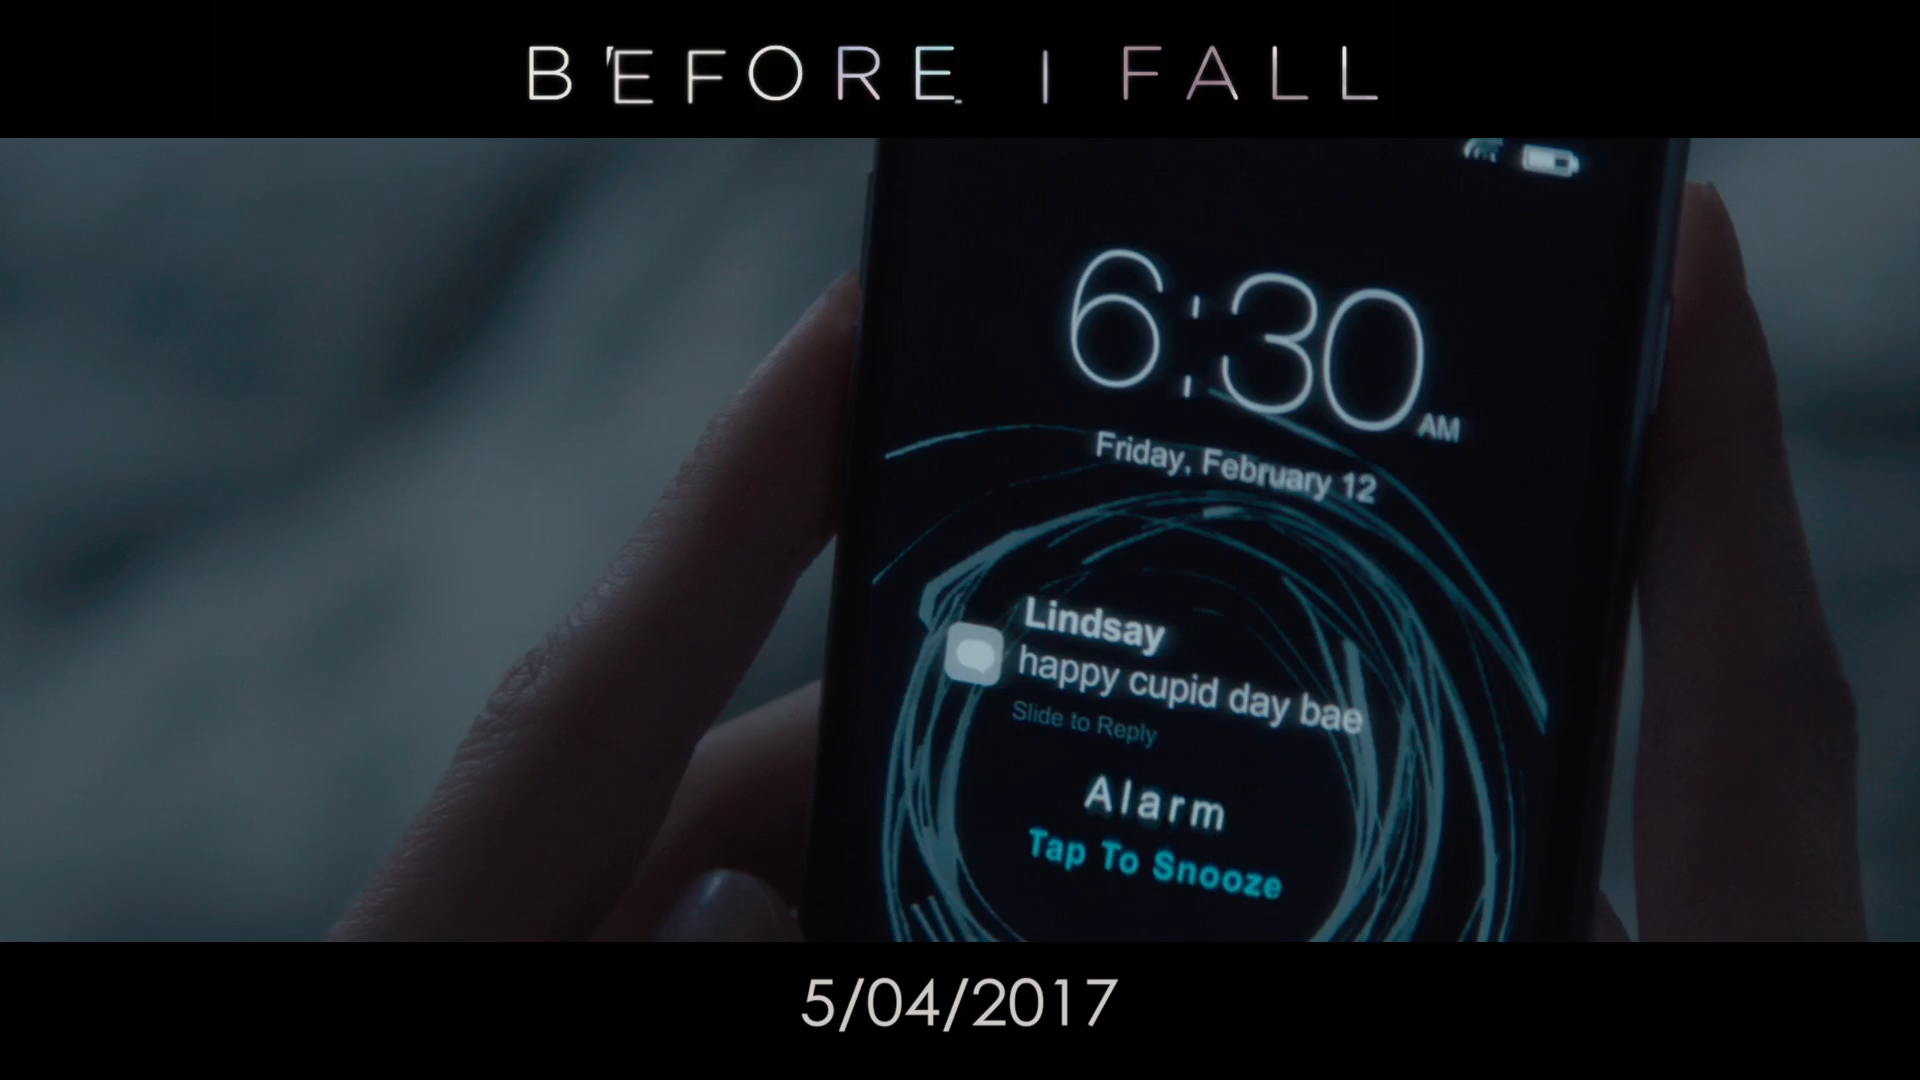 BEFORE I FALL
6:30 AM
Friday, February 12
Lindsay
happy cupid day bae
Slide to Reply
Alarm
Tap To Snooze
5/04/2017